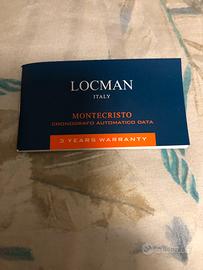 LOCMAN
ITALY
MONTECRISTO
CRONOGRAFO AUTOMATICO DATA
3 YEARS WARRANTY